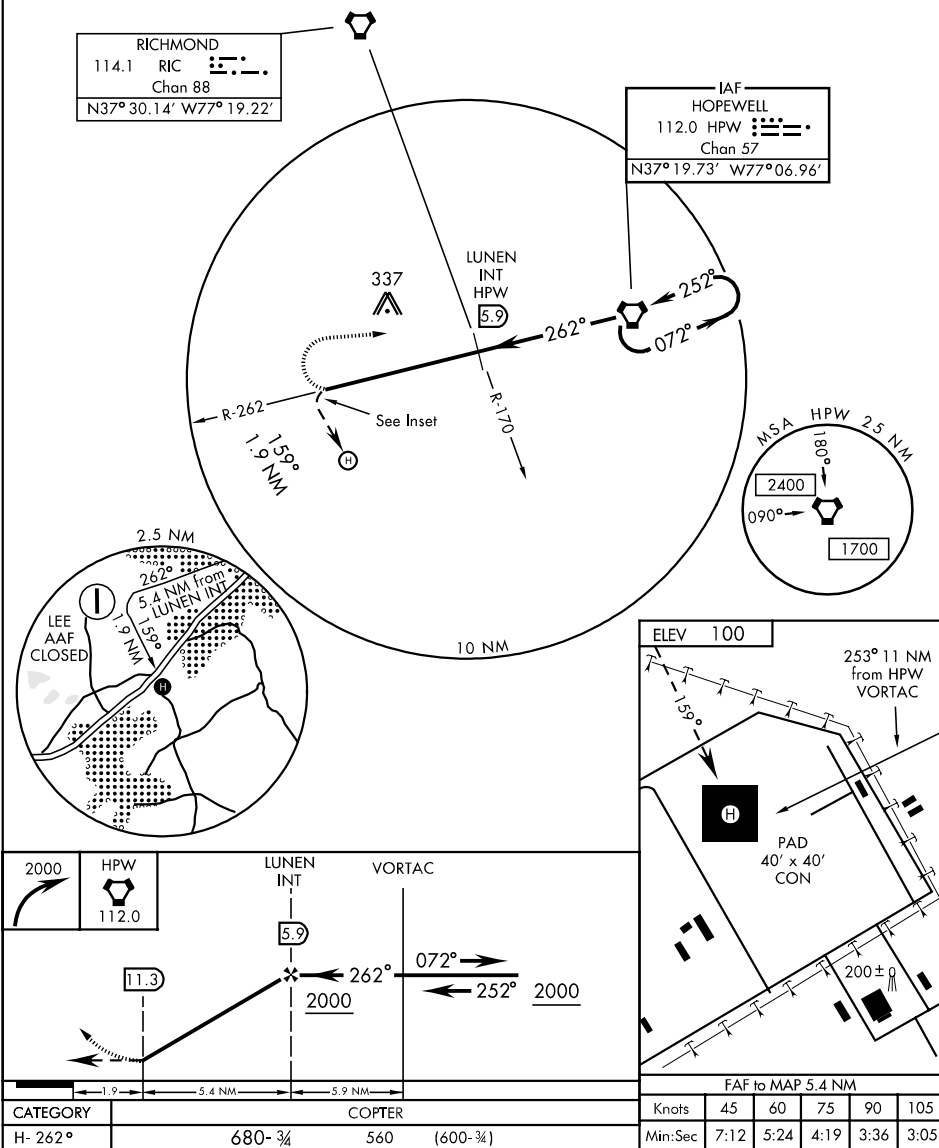 RICHMOND
114.1 RIC
Chan 88
N37° 30.14' W77° 19.22'
IAF
HOPEWELL
112.0 HPW
Chan 57
N37° 19.73' W77° 06.96'
337
LUNEN
INT
HPW
5.9
262°
252°
072°
R-262
See Inset
R-170
159°
1.9 NM
H
MSA HPW 25 NM
180°
2400
090°
1700
10 NM
2.5 NM
262°
5.4 NM from
LUNEN INT
LEE
AAF
CLOSED
1.9 NM
159°
H
ELEV 100
253° 11 NM
from HPW
VORTAC
159°
H
PAD
40' x 40'
CON
200±
2000
HPW
112.0
LUNEN
INT
VORTAC
5.9
11.3
262°
072°
252°
2000
2000
1.9
5.4 NM
5.9 NM
CATEGORY COPTER
H- 262° 680-¾ 560 (600-¾)
FAF to MAP 5.4 NM
Knots 45 60 75 90 105
Min:Sec 7:12 5:24 4:19 3:36 3:05